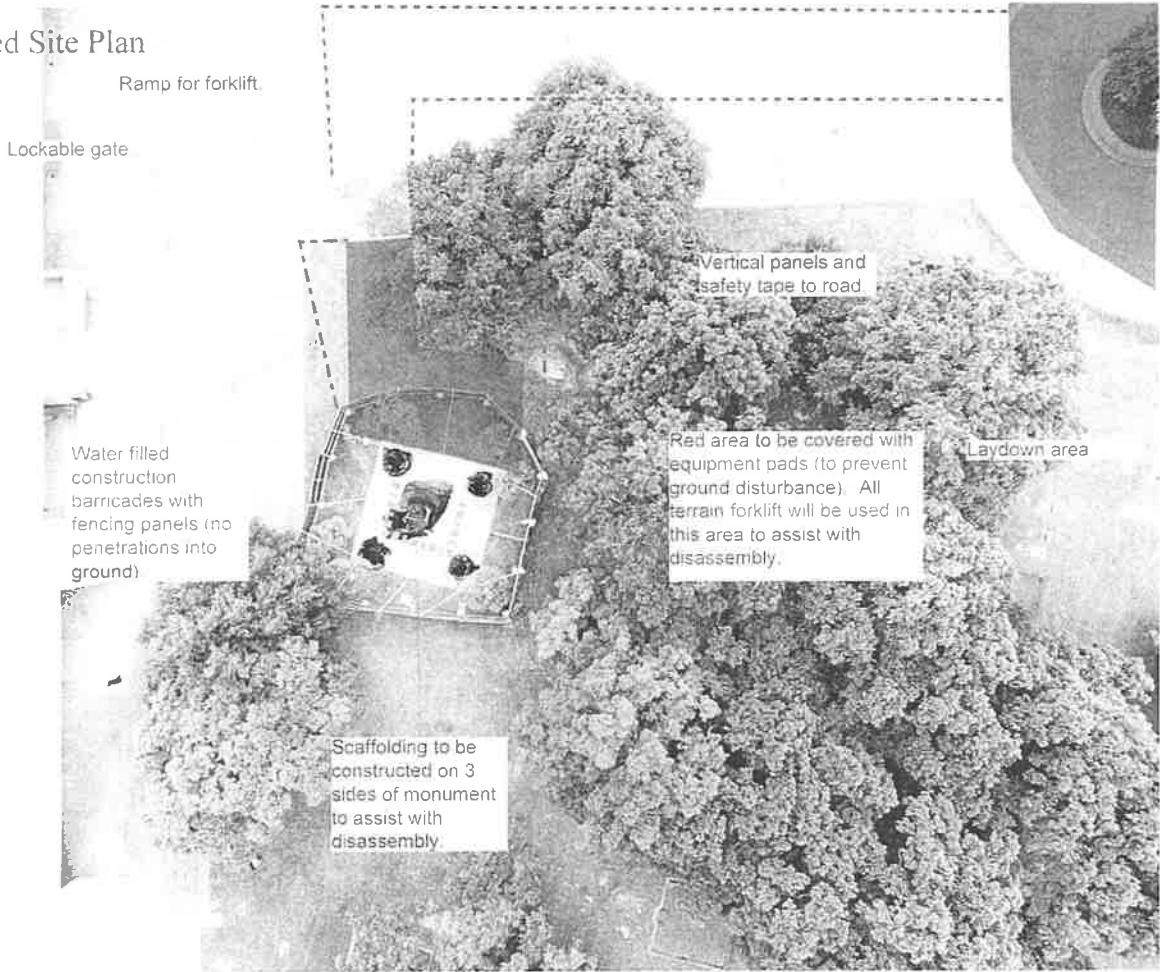 ed Site Plan
Ramp for forklift.
Lockable gate
Vertical panels and
safety tape to road.
Red area to be covered with
equipment pads (to prevent
ground disturbance). All
terrain forklift will be used in
this area to assist with
disassembly.
Laydown area
Water filled
construction
barricades with
fencing panels (no
penetrations into
ground)
Scaffolding to be
constructed on 3
sides of monument
to assist with
disassembly.